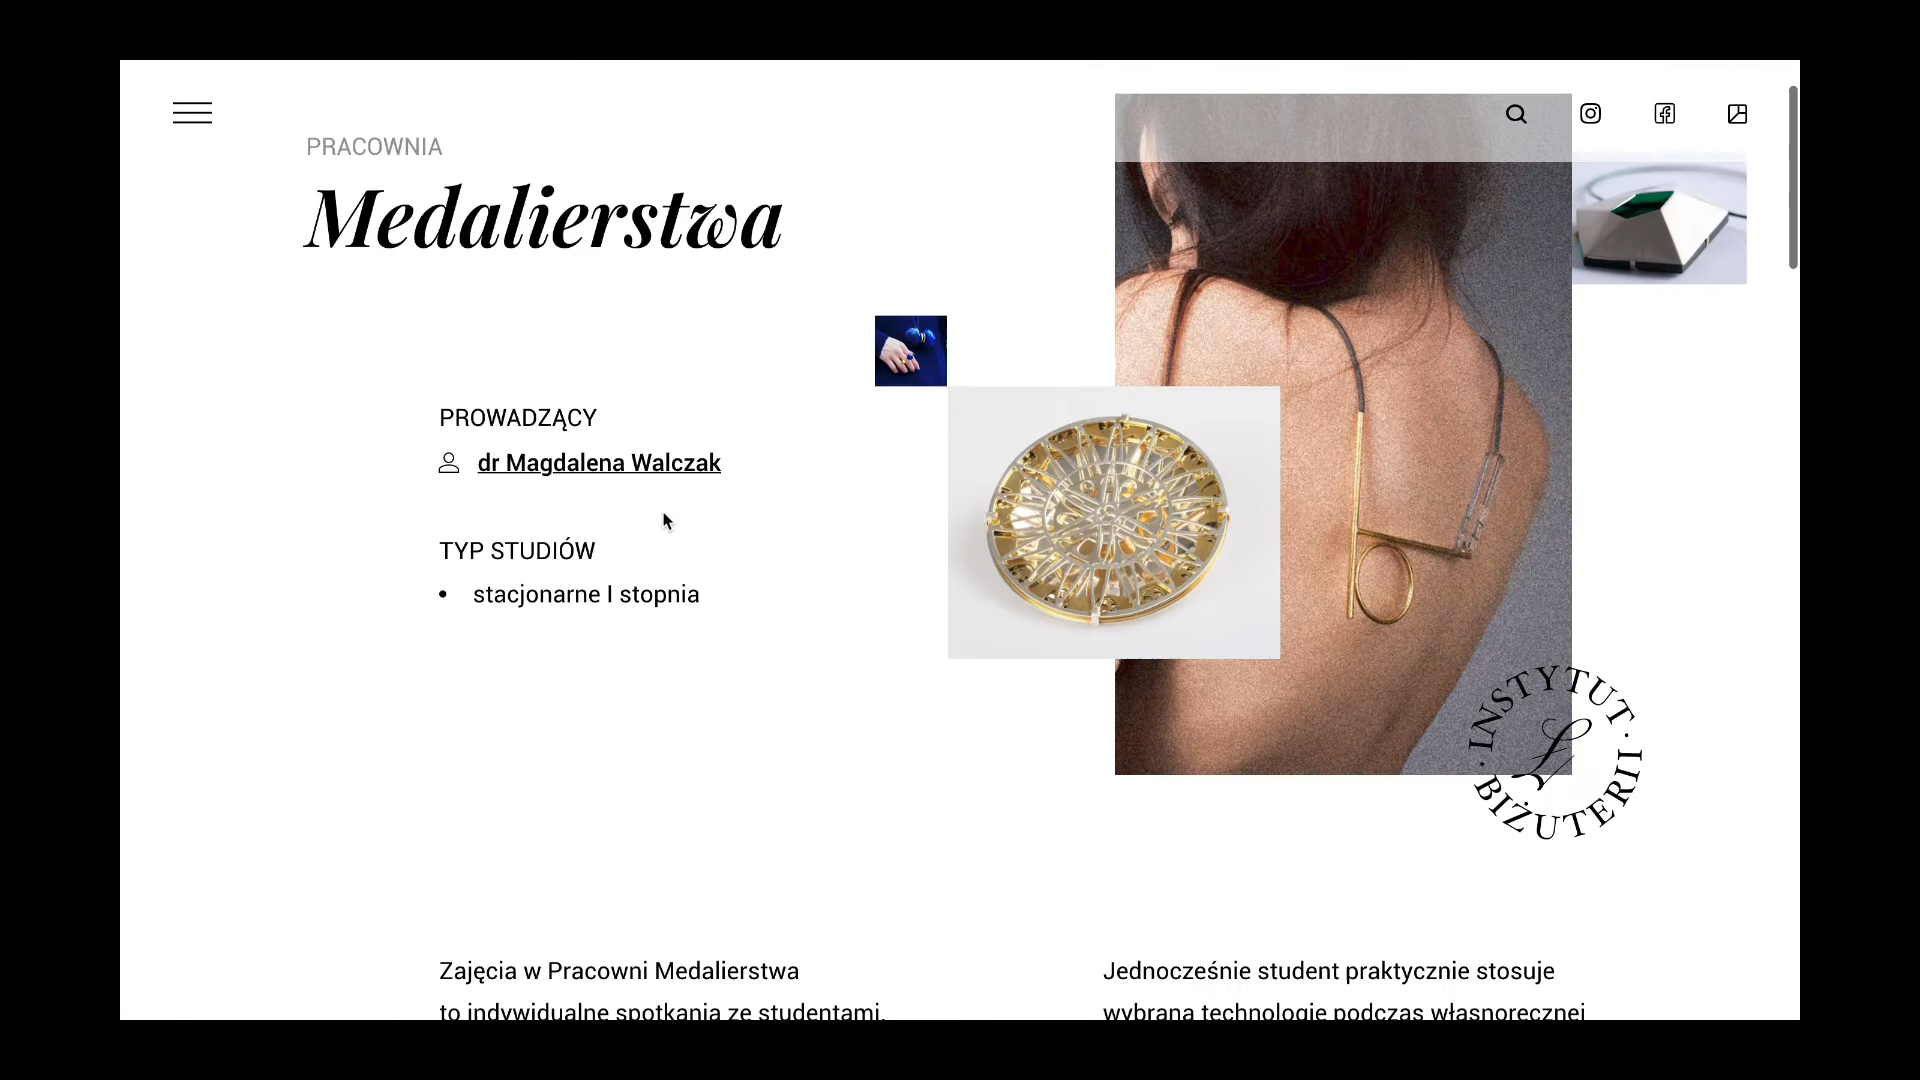 PRACOWNIA
Medalierstwa
PROWADZĄCY
dr Magdalena Walczak
TYP STUDIÓW
• stacjonarne I stopnia
· INSTYTUT · BIŻUTERII
Zajęcia w Pracowni Medalierstwa
to indywidualne spotkania ze studentami,
Jednocześnie student praktycznie stosuje
wybraną technologię podczas własnoręcznej